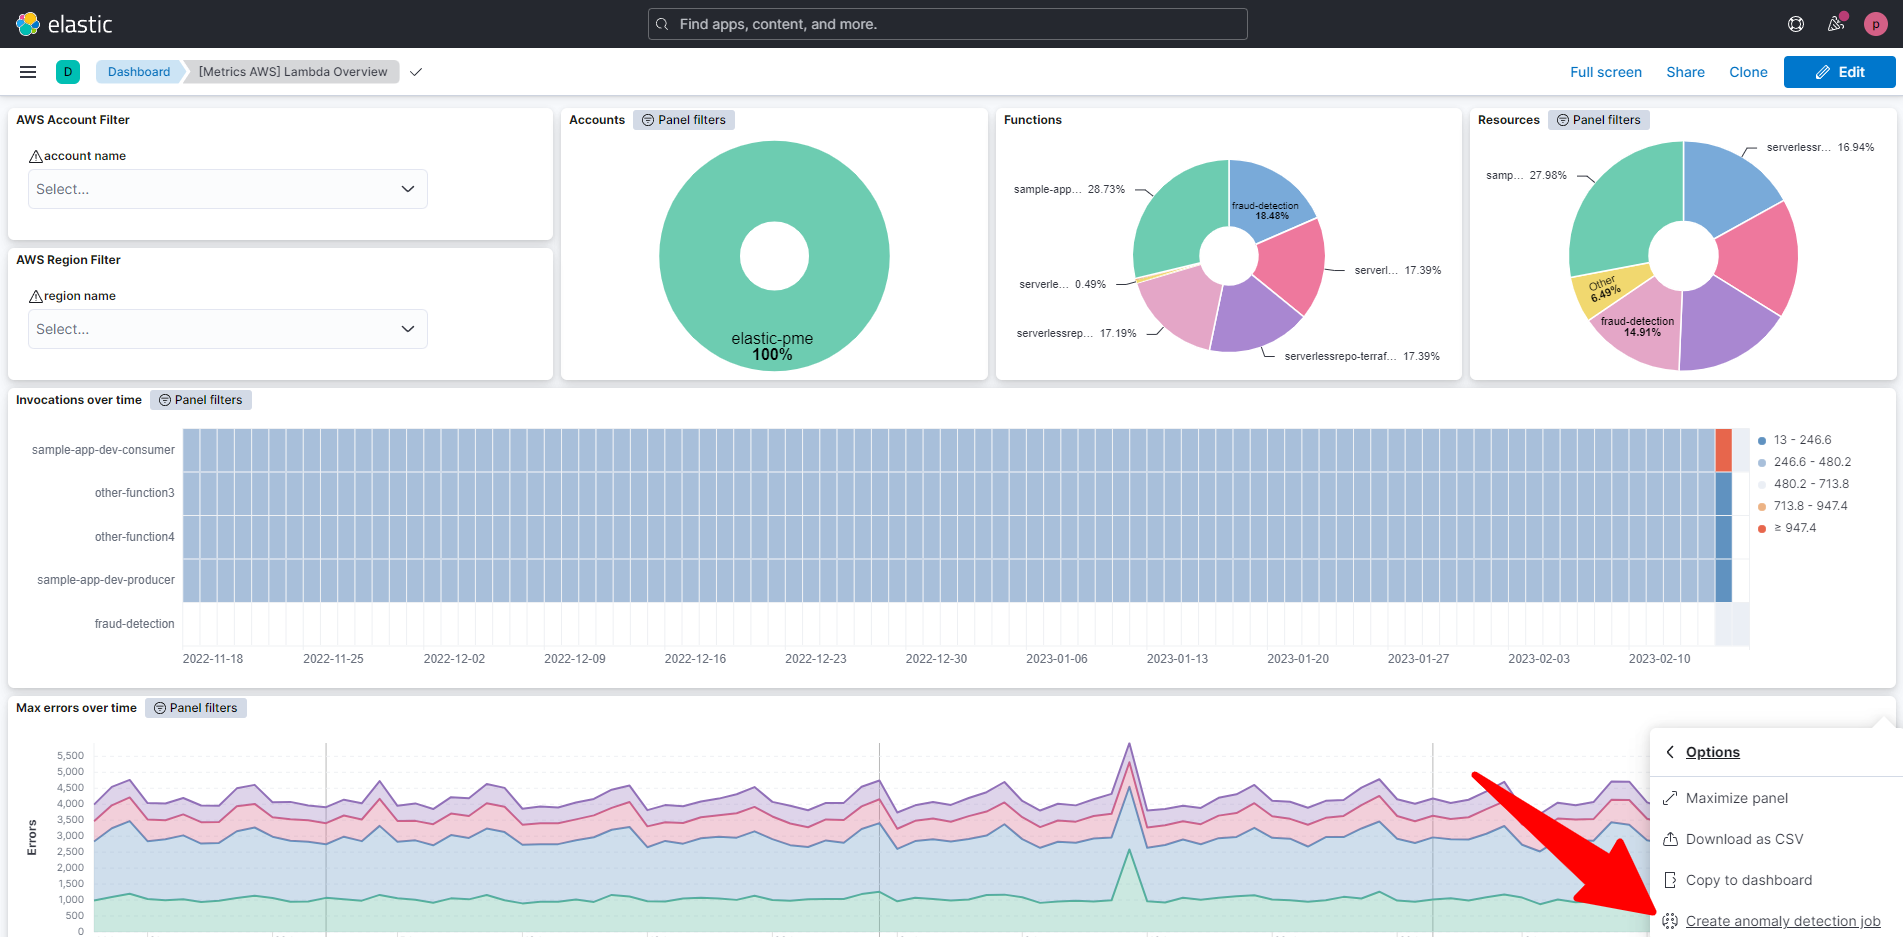 elastic
Find apps, content, and more.
p
D
Dashboard
[Metrics AWS] Lambda Overview
Full screen
Share
Clone
Edit
AWS Account Filter
account name
Select...
AWS Region Filter
region name
Select...
Accounts
Panel filters
elastic-pme
100%
Functions
sample-app... 28.73%
fraud-detection
18.48%
serverl... 17.39%
serverle... 0.49%
serverlessrep... 17.19%
serverlessrepo-terraf... 17.39%
Resources
Panel filters
serverlessr... 16.94%
samp... 27.98%
Other
6.49%
fraud-detection
14.91%
Invocations over time
Panel filters
sample-app-dev-consumer
other-function3
other-function4
sample-app-dev-producer
fraud-detection
2022-11-18
2022-11-25
2022-12-02
2022-12-09
2022-12-16
2022-12-23
2022-12-30
2023-01-06
2023-01-13
2023-01-20
2023-01-27
2023-02-03
2023-02-10
13 - 246.6
246.6 - 480.2
480.2 - 713.8
713.8 - 947.4
≥ 947.4
Max errors over time
Panel filters
Errors
5,500
5,000
4,500
4,000
3,500
3,000
2,500
2,000
1,500
1,000
500
0
Options
Maximize panel
Download as CSV
Copy to dashboard
Create anomaly detection job